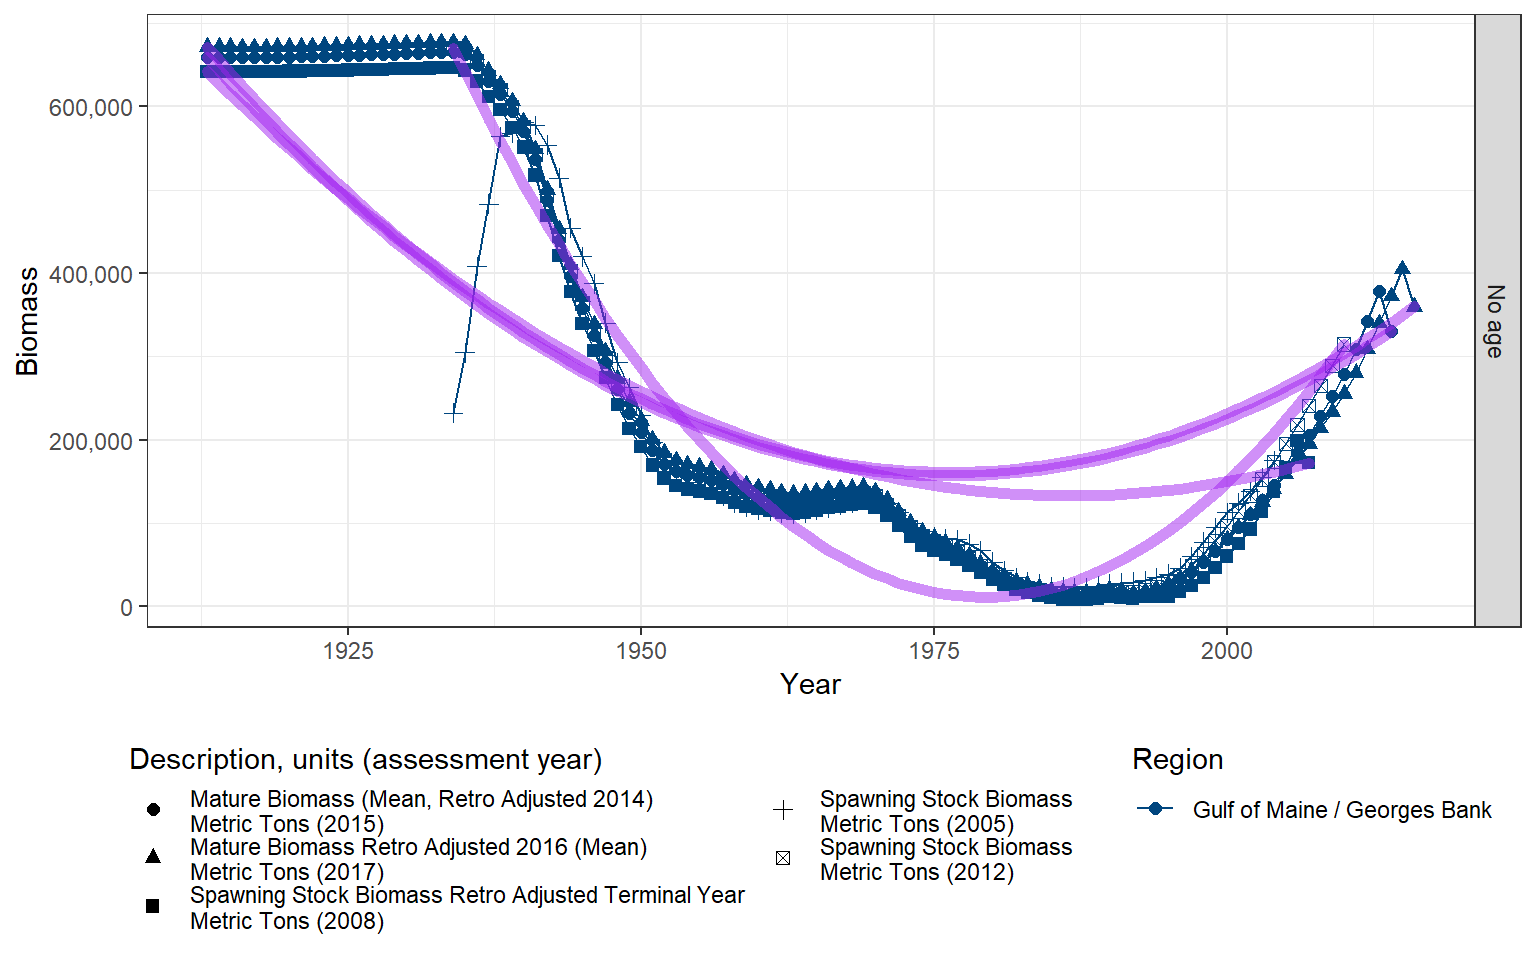 600,000
400,000
200,000
0
Biomass
No age
1925 1950 1975 2000
Year
Description, units (assessment year)
Mature Biomass (Mean, Retro Adjusted 2014)
Metric Tons (2015)
Mature Biomass Retro Adjusted 2016 (Mean)
Metric Tons (2017)
Spawning Stock Biomass Retro Adjusted Terminal Year
Metric Tons (2008)
Spawning Stock Biomass
Metric Tons (2005)
Spawning Stock Biomass
Metric Tons (2012)
Region
Gulf of Maine / Georges Bank